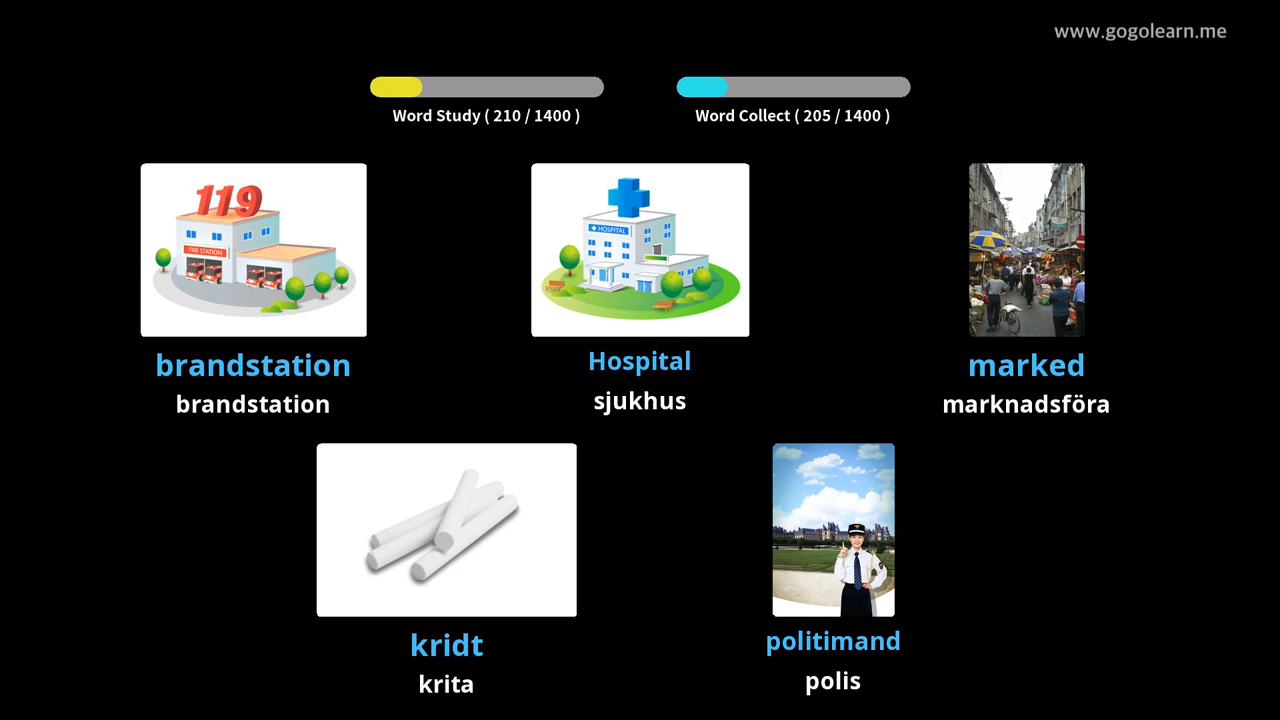 www.gogolearn.me
Word Study ( 210 / 1400 )
Word Collect ( 205 / 1400 )
119
FIRE STATION
HOSPITAL
brandstation
Hospital
marked
brandstation
sjukhus
marknadsföra
kridt
politimand
krita
polis